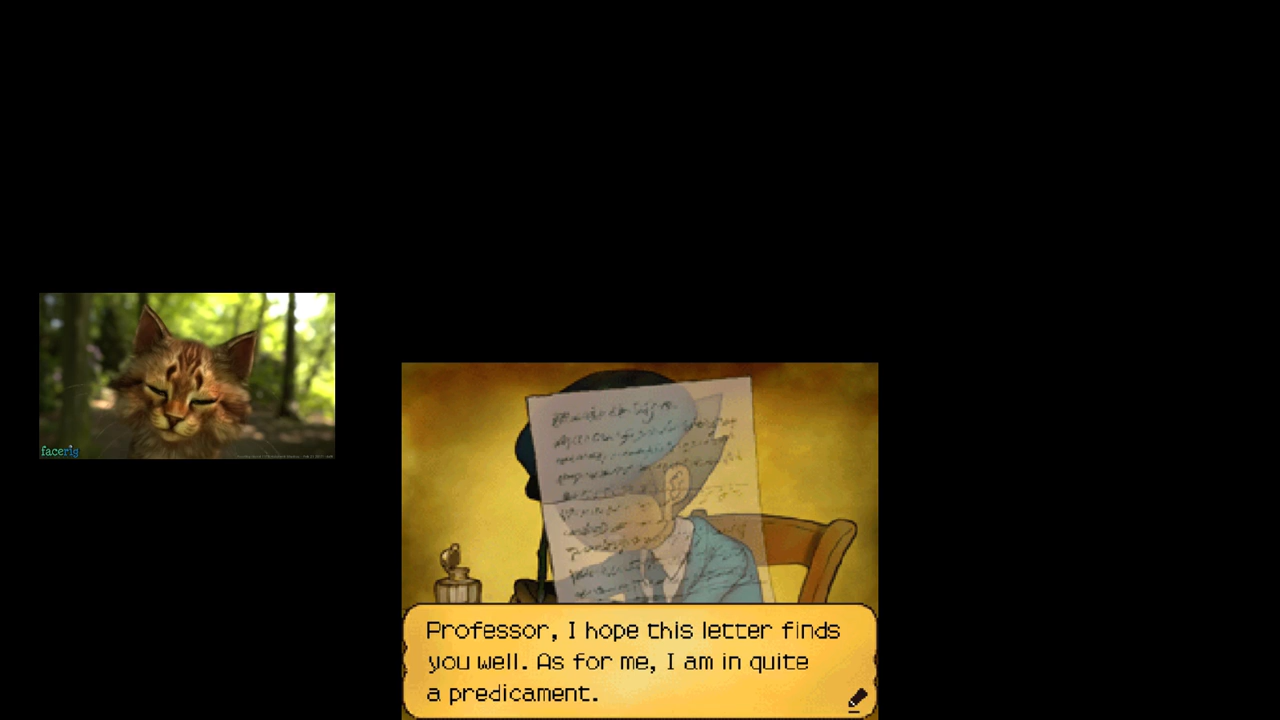 facerig
Professor, I hope this letter finds
you well. As for me, I am in quite
a predicament.